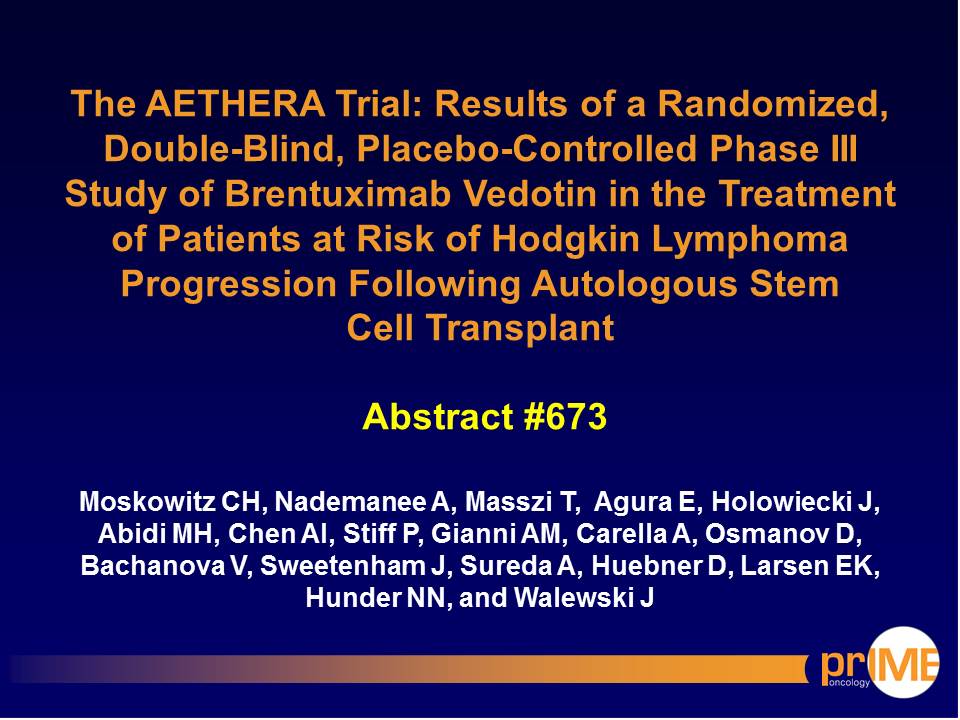 The AETHERA Trial: Results of a Randomized,
Double-Blind, Placebo-Controlled Phase III
Study of Brentuximab Vedotin in the Treatment
of Patients at Risk of Hodgkin Lymphoma
Progression Following Autologous Stem
Cell Transplant
Abstract #673
Moskowitz CH, Nademanee A, Masszi T, Agura E, Holowiecki J,
Abidi MH, Chen AI, Stiff P, Gianni AM, Carella A, Osmanov D,
Bachanova V, Sweetenham J, Sureda A, Huebner D, Larsen EK,
Hunder NN, and Walewski J
prIME
oncology